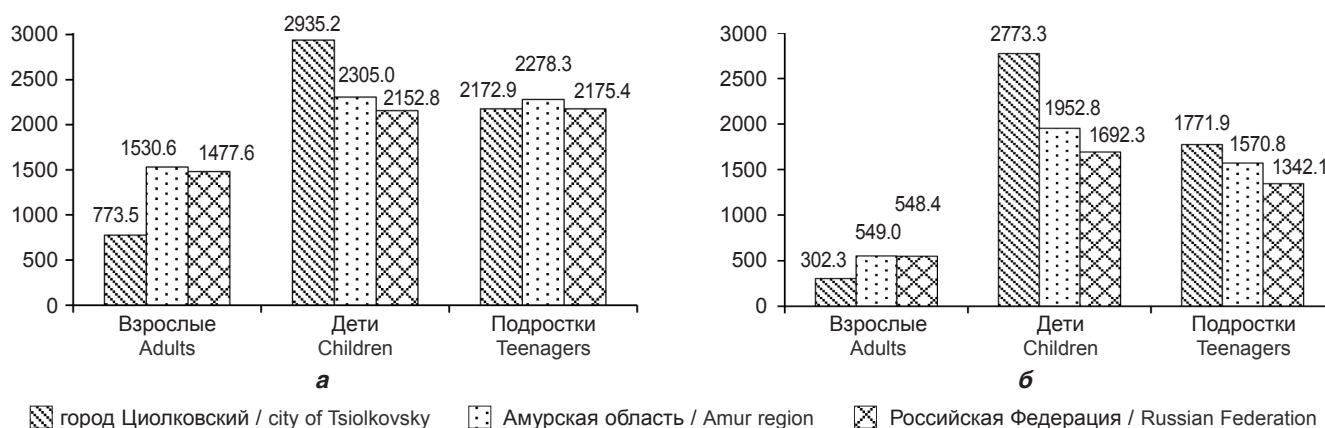 3000
2500
2000
1500
1000
500
0
773.5
1530.6
1477.6
2935.2
2305.0
2152.8
2172.9
2278.3
2175.4
Взрослые
Adults
Дети
Children
Подростки
Teenagers
а
3000
2500
2000
1500
1000
500
0
302.3
549.0
548.4
2773.3
1952.8
1692.3
1771.9
1570.8
1342.1
Взрослые
Adults
Дети
Children
Подростки
Teenagers
б
город Циолковский / city of Tsiolkovsky
Амурская область / Amur region
Российская Федерация / Russian Federation